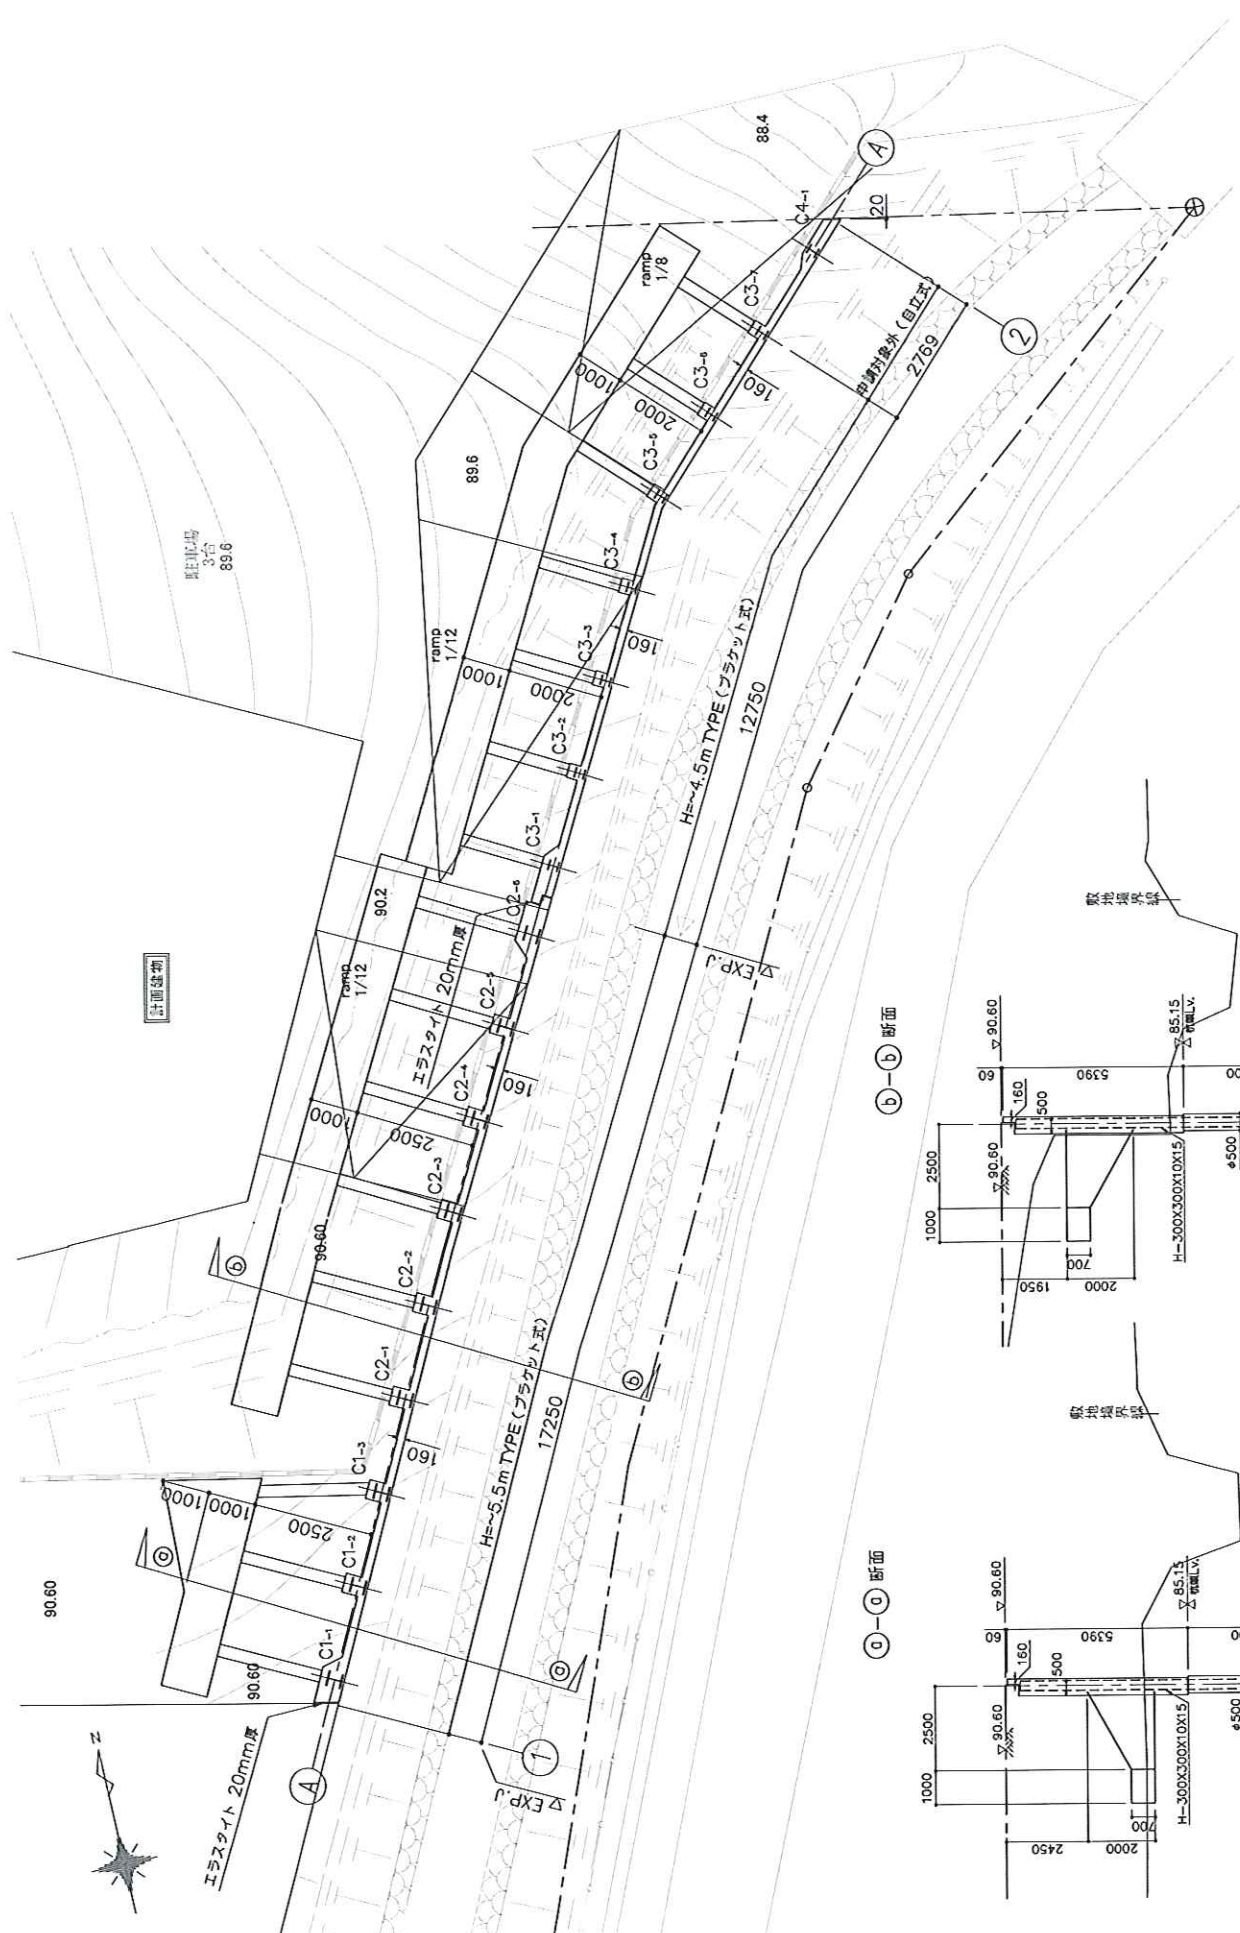 88.4
A
C4-1
20
ramp
1/8
C3-7
2
2769
申請対象外（自立式）
1000
2000
C3-6
160
C3-5
89.6
駐車場
3台
89.6
C3-4
ramp
1/12
1000
2000
C3-3
160
C3-2
H=~4.5m TYPE（ブラケット式）
12750
C3-1
90.2
C2-6
エラスタイト 20mm厚
▽ EXP.J
計画建物
ramp
1/12
C2-5
160
C2-4
1000
2500
C2-3
90.60
b
C2-2
C2-1
b
H=~5.5m TYPE（ブラケット式）
17250
160
C1-3
1000
1000
2500
C1-2
a
90.60
C1-1
90.60
a
1
▽ EXP.J
A
エラスタイト 20mm厚
N
b-b 断面
敷地境界線
▽ 90.60
60
160
500
5390
▽ 85.15
杭頭Lv.
2500
1000
▽ 90.60
700
1950
2000
H-300X300X10X15
φ500
a-a 断面
敷地境界線
▽ 90.60
60
160
500
5390
▽ 85.15
杭頭Lv.
2500
1000
▽ 90.60
700
2450
2000
H-300X300X10X15
φ500